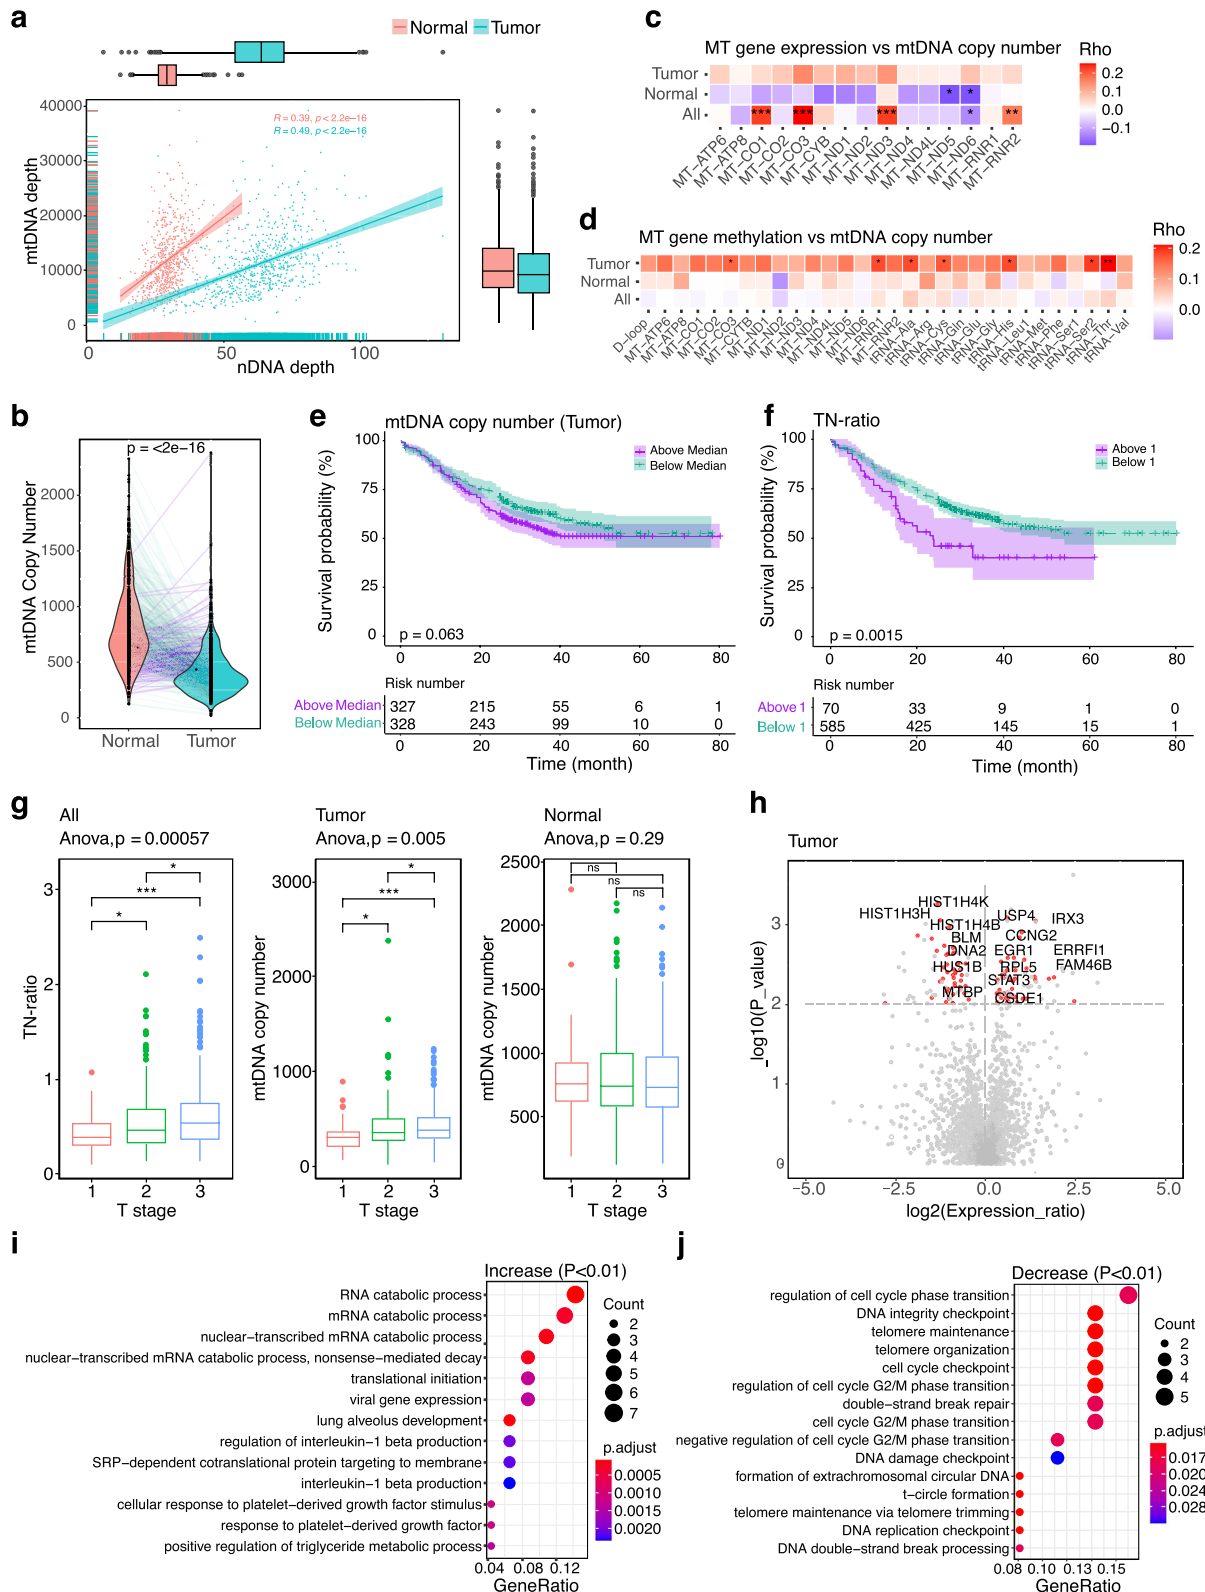 a
Normal Tumor
R = 0.39, p < 2.2e−16
R = 0.49, p < 2.2e−16
mtDNA depth
40000
30000
20000
10000
0
0 50 100
nDNA depth
c
MT gene expression vs mtDNA copy number
Tumor
Normal * *
All *** *** *** * **
MT−ATP6 MT−ATP8 MT−CO1 MT−CO2 MT−CO3 MT−CYB MT−ND1 MT−ND2 MT−ND3 MT−ND4 MT−ND4L MT−ND5 MT−ND6 MT−RNR1 MT−RNR2
Rho
0.2
0.1
0.0
−0.1
d
MT gene methylation vs mtDNA copy number
Tumor * * * * * * **
Normal
All
D−loop MT−ATP6 MT−ATP8 MT−CO1 MT−CO2 MT−CO3 MT−CYTB MT−ND1 MT−ND2 MT−ND3 MT−ND4 MT−ND4L MT−ND5 MT−ND6 MT−RNR1 MT−RNR2 tRNA−Ala tRNA−Arg tRNA−Cys tRNA−Gln tRNA−Glu tRNA−Gly tRNA−His tRNA−Leu1 tRNA−Met tRNA−Phe tRNA−Ser1 tRNA−Ser2 tRNA−Thr tRNA−Val
Rho
0.2
0.1
0.0
b
p = <2e−16
mtDNA Copy Number
2000
1500
1000
500
0
Normal Tumor
e
mtDNA copy number (Tumor)
Above Median
Below Median
Survival probability (%)
100
75
50
25
0
p = 0.063
0 20 40 60 80
Risk number
Above Median 327 215 55 6 1
Below Median 328 243 99 10 0
0 20 40 60 80
Time (month)
f
TN-ratio
Above 1
Below 1
Survival probability (%)
100
75
50
25
0
p = 0.0015
0 20 40 60 80
Risk number
Above 1 70 33 9 1 0
Below 1 585 425 145 15 1
0 20 40 60 80
Time (month)
g
All
Anova,p = 0.00057
TN-ratio
3
2
1
0
*
***
*
1 2 3
T stage
Tumor
Anova,p = 0.005
mtDNA copy number
3000
2000
1000
0
*
***
*
1 2 3
T stage
Normal
Anova,p = 0.29
mtDNA copy number
2500
2000
1500
1000
500
ns
ns
ns
1 2 3
T stage
h
Tumor
_log10(P_value)
3
2
1
0
HIST1H4K
HIST1H3H USP4 IRX3
HIST1H4B CCNG2
BLM
DNA2 EGR1 ERRFI1
HUS1B RPL5 FAM46B
STAT3
MTBP CSDE1
−5.0 −2.5 0.0 2.5 5.0
log2(Expression_ratio)
i
Increase (P<0.01)
RNA catabolic process
mRNA catabolic process
nuclear−transcribed mRNA catabolic process
nuclear−transcribed mRNA catabolic process, nonsense−mediated decay
translational initiation
viral gene expression
lung alveolus development
regulation of interleukin−1 beta production
SRP−dependent cotranslational protein targeting to membrane
interleukin−1 beta production
cellular response to platelet−derived growth factor stimulus
response to platelet−derived growth factor
positive regulation of triglyceride metabolic process
0.04 0.08 0.12
GeneRatio
Count
2
3
4
5
6
7
p.adjust
0.0005
0.0010
0.0015
0.0020
j
Decrease (P<0.01)
regulation of cell cycle phase transition
DNA integrity checkpoint
telomere maintenance
telomere organization
cell cycle checkpoint
regulation of cell cycle G2/M phase transition
double−strand break repair
cell cycle G2/M phase transition
negative regulation of cell cycle G2/M phase transition
DNA damage checkpoint
formation of extrachromosomal circular DNA
t−circle formation
telomere maintenance via telomere trimming
DNA replication checkpoint
DNA double−strand break processing
0.08 0.10 0.13 0.15
GeneRatio
Count
2
3
4
5
p.adjust
0.017
0.020
0.024
0.028